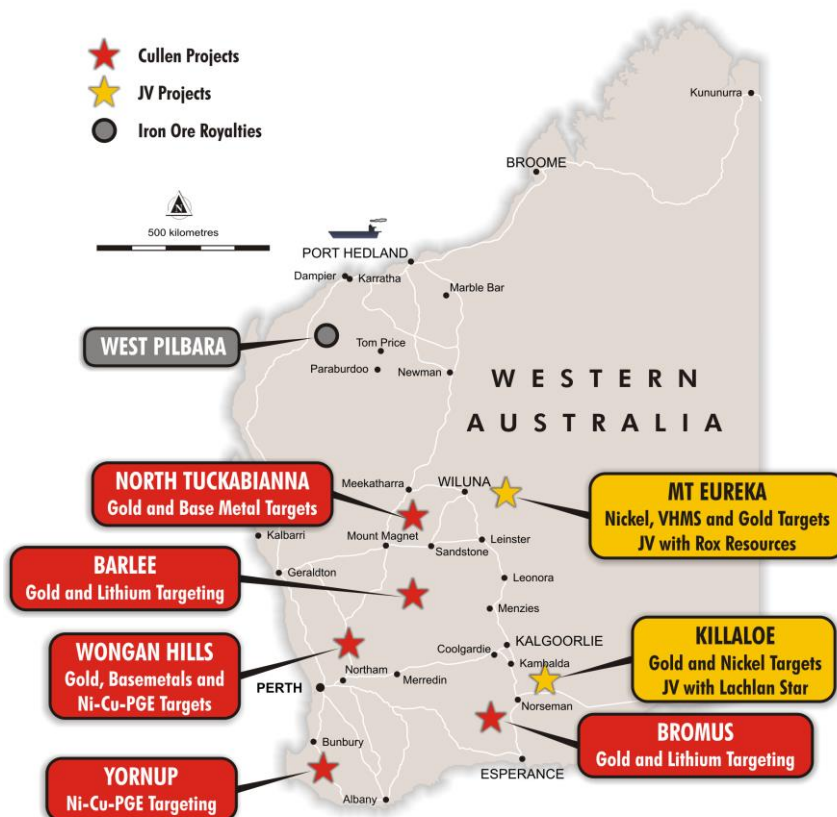 Cullen Projects
JV Projects
Iron Ore Royalties
N
500 kilometres
Kununurra
BROOME
PORT HEDLAND
Dampier
Karratha
Marble Bar
WEST PILBARA
Tom Price
Paraburdoo
Newman
WESTERN
AUSTRALIA
NORTH TUCKABIANNA
Gold and Base Metal Targets
Meekatharra
WILUNA
MT EUREKA
Nickel, VHMS and Gold Targets
JV with Rox Resources
Kalbarri
Mount Magnet
Sandstone
Leinster
BARLEE
Gold and Lithium Targeting
Geraldton
Leonora
Menzies
WONGAN HILLS
Gold, Basemetals and
Ni-Cu-PGE Targets
KALGOORLIE
Coolgardie
Kambalda
KILLALOE
Gold and Nickel Targets
JV with Lachlan Star
PERTH
Northam
Merredin
Norseman
BROMUS
Gold and Lithium Targeting
Bunbury
ESPERANCE
YORNUP
Ni-Cu-PGE Targeting
Albany